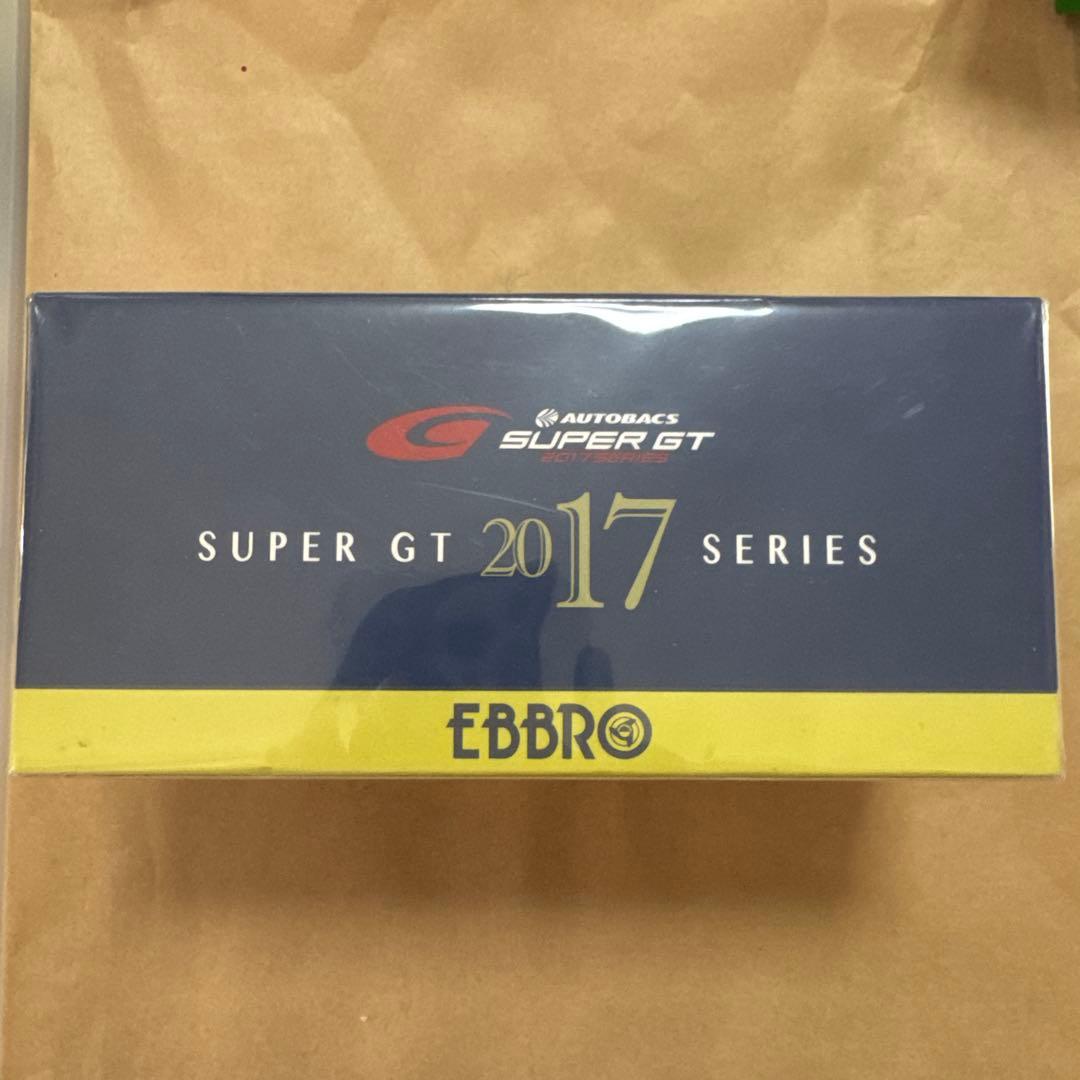 AUTOBACS
SUPER GT
2017 SERIES
SUPER GT 2017 SERIES
EBBRO